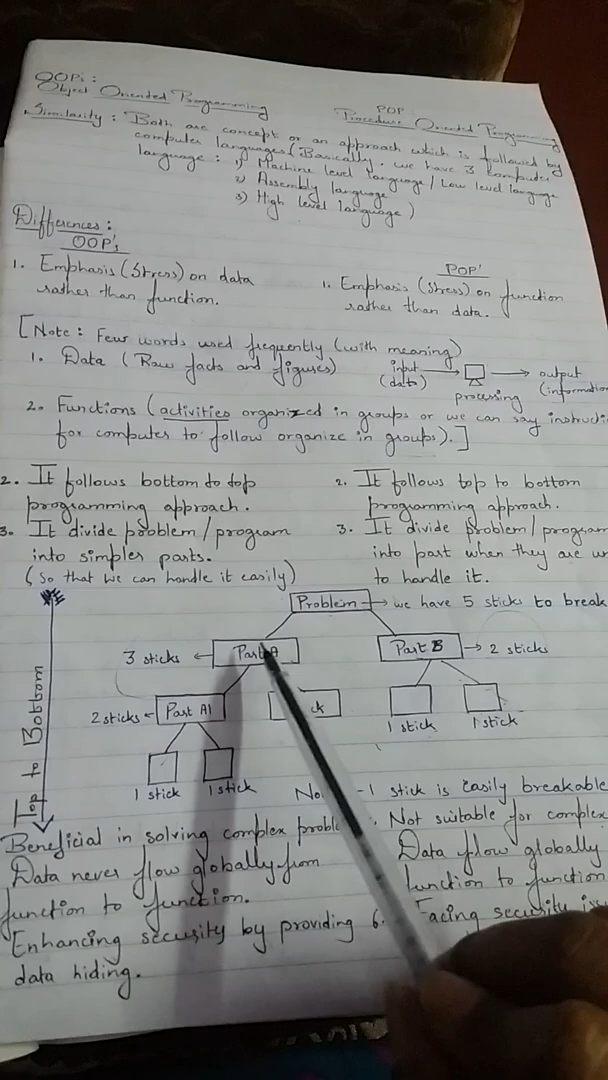 OOPs :
Object Oriented Programming
POP
Procedure Oriented Programming
Similarity : Both are concept or an approach which is followed by
computer languages (Basically, we have 3 computer
language : 1) Machine level language / Low level language
2) Assembly language
3) High level language )
Differences :
OOP's
POP'
1. Emphasis (Stress) on data
rather than function.
1. Emphasis (Stress) on function
rather than data.
[Note : Few words used frequently (with meaning)
1. Data (Raw facts and figures)
input
(data)
processing
output
(information
2. Functions (activities organized in groups or we can say instructi
for computes to follow organize in groups). ]
2. It follows bottom to top
programming approach.
2. It follows top to bottom
programming approach.
3. It divide problem / program
into simpler parts.
(So that we can handle it easily)
3. It divide problem / program
into part when they are un
to handle it.
Problem → we have 5 sticks to break
3 sticks ← Part A
Part B → 2 sticks
2 sticks ← Part A1
ck
1 stick
1 stick
1 stick
1 stick
Top to Bottom
No -1 stick is easily breakable
Beneficial in solving complex proble
. Not suitable for complex
Data never flow globally from
function to function.
Data flow globally
function to function
Enhancing security by providing
data hiding.
6. Facing security iss